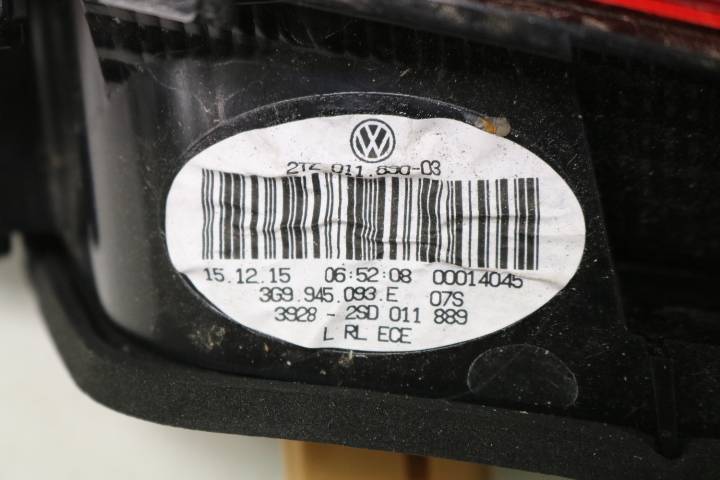 VW
2TZ 011 890-03
15.12.15 06:52:08 00014045
3G9.945.093.E 07S
3928 - 2SD 011 889
L RL ECE